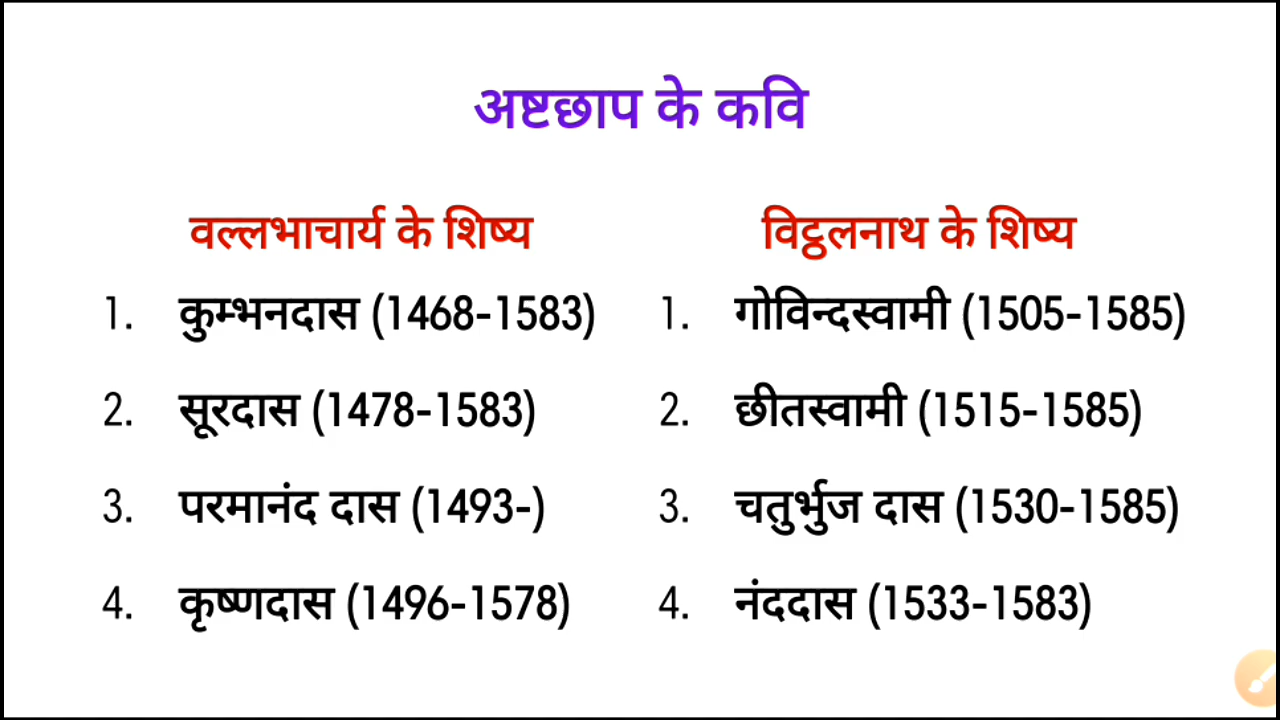 अष्टछाप के कवि
वल्लभाचार्य के शिष्य
1. कुम्भनदास (1468-1583)
2. सूरदास (1478-1583)
3. परमानंद दास (1493-)
4. कृष्णदास (1496-1578)
विट्ठलनाथ के शिष्य
1. गोविन्दस्वामी (1505-1585)
2. छीतस्वामी (1515-1585)
3. चतुर्भुज दास (1530-1585)
4. नंददास (1533-1583)